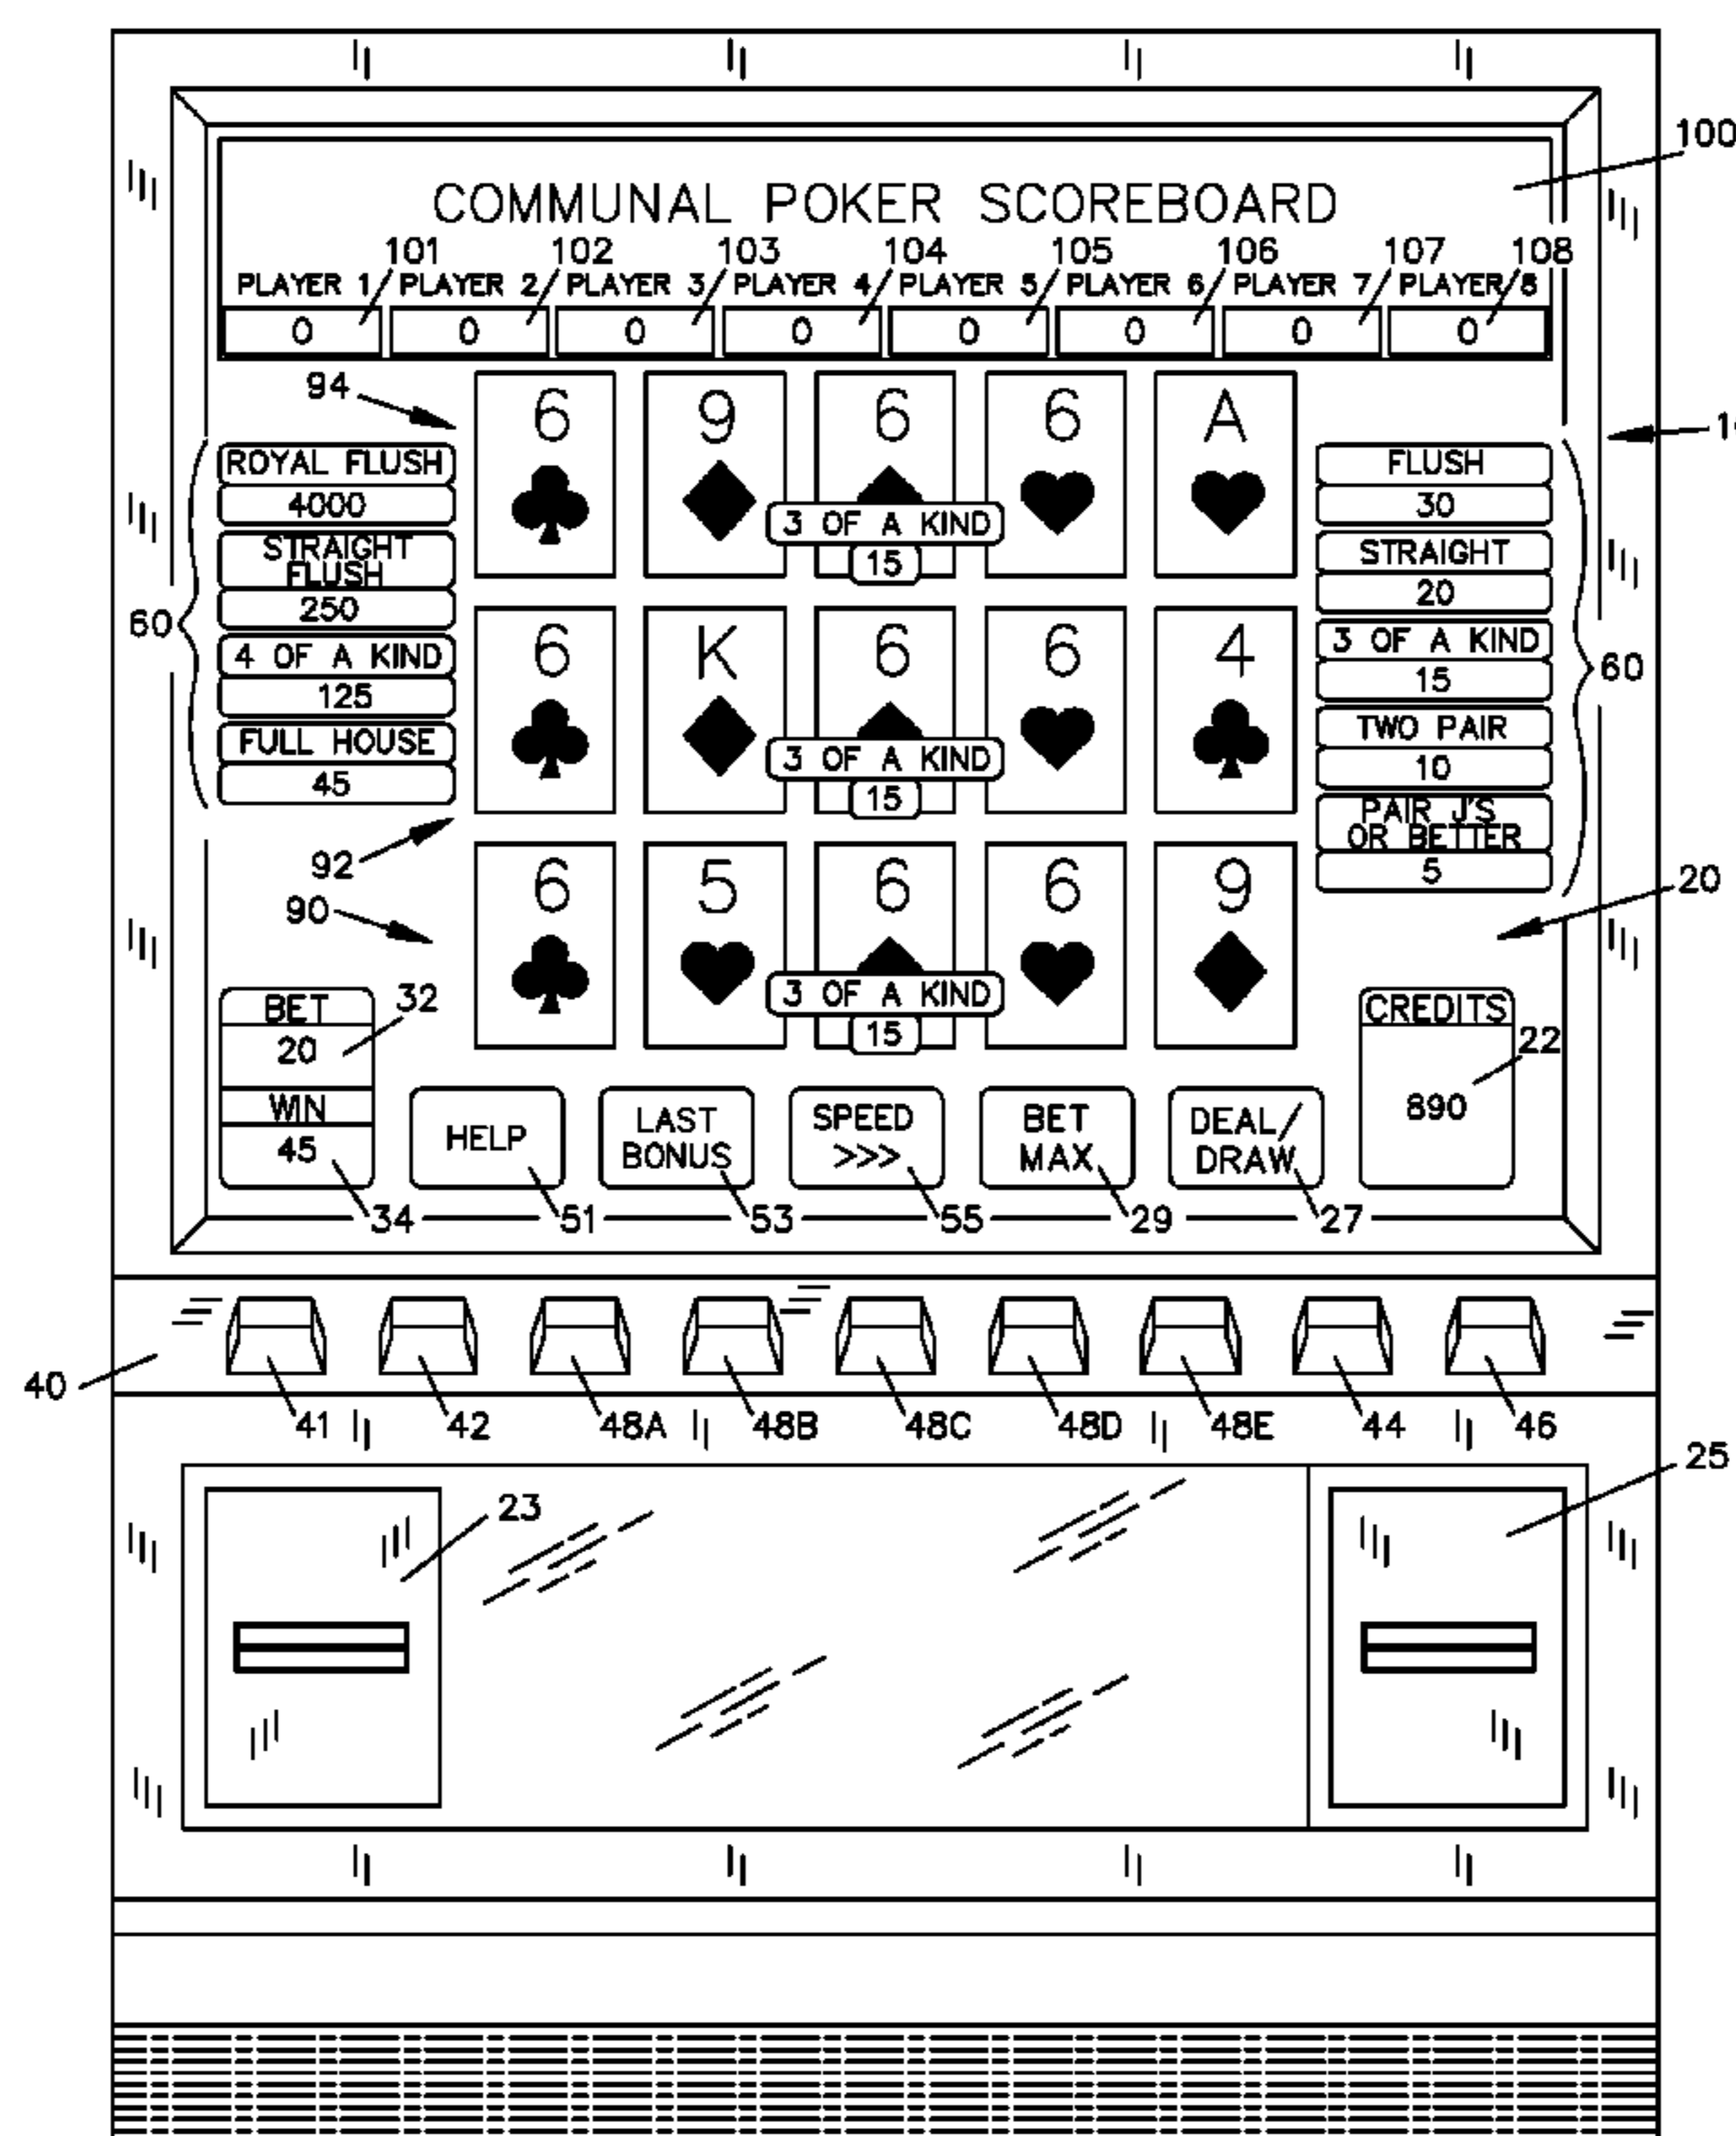 100
COMMUNAL POKER SCOREBOARD
101 102 103 104 105 106 107 108
PLAYER 1 PLAYER 2 PLAYER 3 PLAYER 4 PLAYER 5 PLAYER 6 PLAYER 7 PLAYER 8
0 0 0 0 0 0 0 0
94
6 9 6 6 A
3 OF A KIND
15
ROYAL FLUSH
4000
STRAIGHT
FLUSH
250
4 OF A KIND
125
FULL HOUSE
45
60
FLUSH
30
STRAIGHT
20
3 OF A KIND
15
TWO PAIR
10
PAIR J'S
OR BETTER
5
60
6 K 6 6 4
3 OF A KIND
15
92
90
6 5 6 6 9
3 OF A KIND
15
20
BET
20
32
WIN
45
CREDITS
22
890
HELP
LAST
BONUS
SPEED
>>>
BET
MAX
DEAL/
DRAW
34 51 53 55 29 27
40
41 42 48A 48B 48C 48D 48E 44 46
23
25